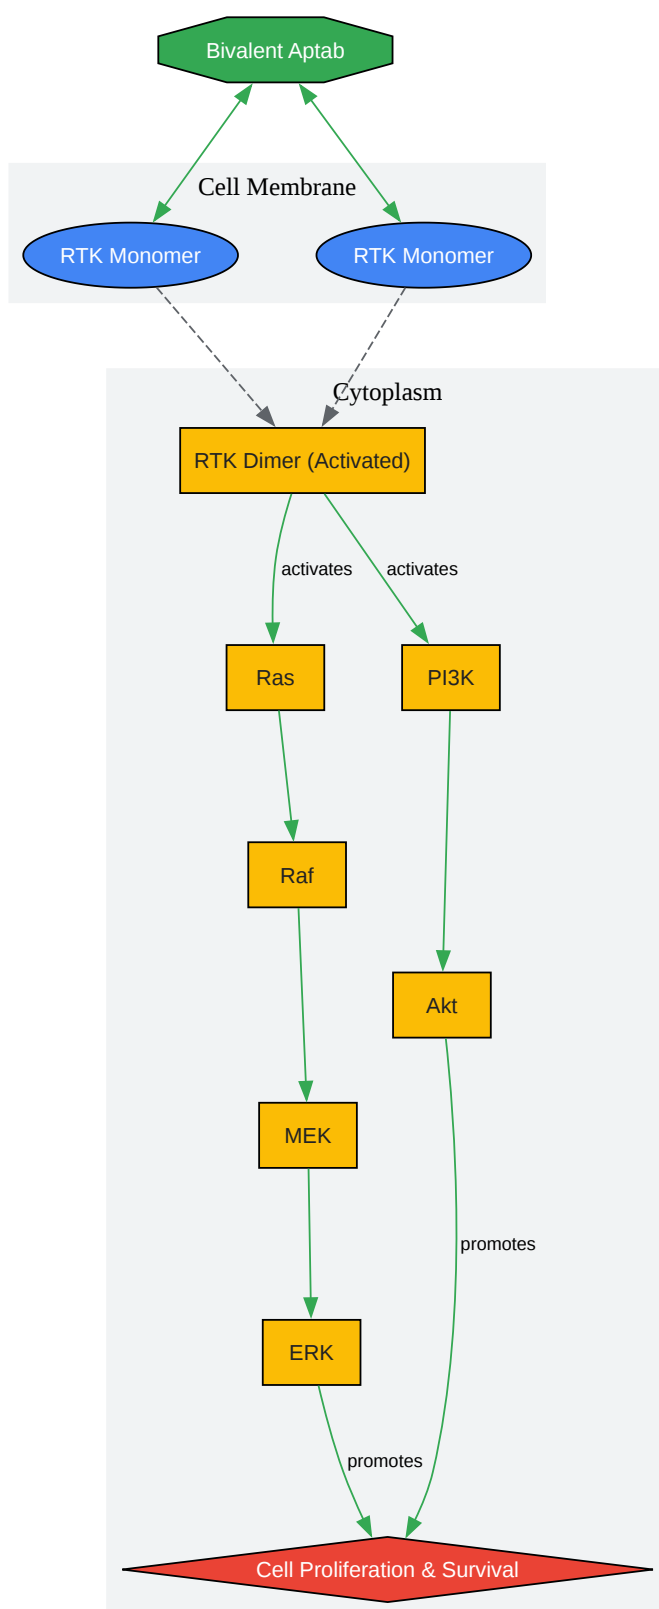 Bivalent Aptab
Cell Membrane
RTK Monomer
RTK Monomer
Cytoplasm
RTK Dimer (Activated)
activates
activates
Ras
PI3K
Raf
Akt
MEK
promotes
ERK
promotes
Cell Proliferation & Survival